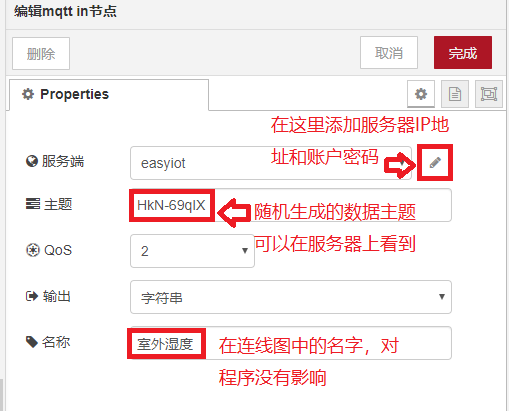 编辑mqtt in节点
删除
取消
完成
Properties
在这里添加服务器IP地
址和账户密码
服务端
easyiot
主题
HkN-69qIX
随机生成的数据主题
可以在服务器上看到
QoS
2
输出
字符串
名称
室外湿度
在连线图中的名字，对
程序没有影响